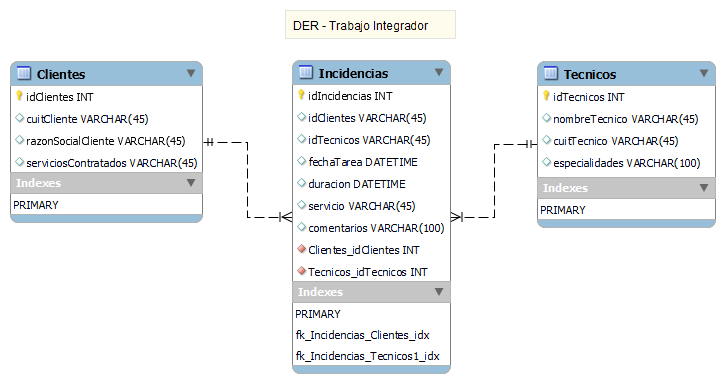 DER - Trabajo Integrador
Clientes
idClientes INT
cuitCliente VARCHAR(45)
razonSocialCliente VARCHAR(45)
serviciosContratados VARCHAR(45)
Indexes
PRIMARY
Incidencias
idIncidencias INT
idClientes VARCHAR(45)
idTecnicos VARCHAR(45)
fechaTarea DATETIME
duracion DATETIME
servicio VARCHAR(45)
comentarios VARCHAR(100)
Clientes_idClientes INT
Tecnicos_idTecnicos INT
Indexes
PRIMARY
fk_Incidencias_Clientes_idx
fk_Incidencias_Tecnicos1_idx
Tecnicos
idTecnicos INT
nombreTecnico VARCHAR(45)
cuitTecnico VARCHAR(45)
especialidades VARCHAR(100)
Indexes
PRIMARY